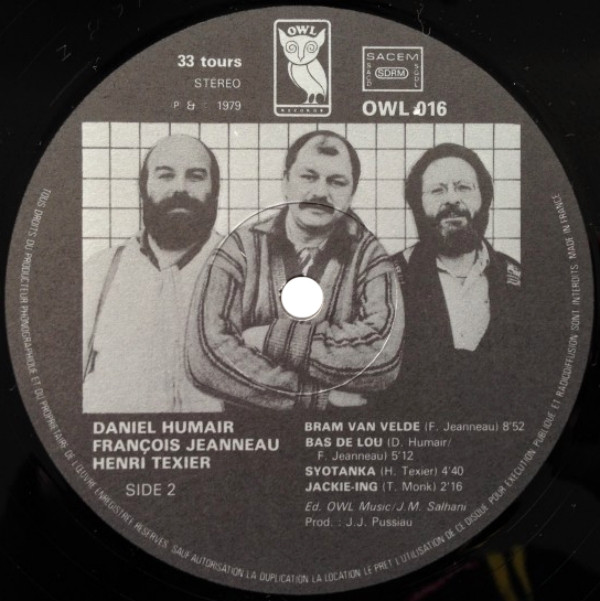 OWL
RECORDS
33 tours
STEREO
P & : 1979
SACEM
SACD
SDRM
SGDL
OWL 016
DANIEL HUMAIR
FRANÇOIS JEANNEAU
HENRI TEXIER
SIDE 2
BRAM VAN VELDE (F. Jeanneau) 8'52
BAS DE LOU (D. Humair/
F. Jeanneau) 5'12
SYOTANKA (H. Texier) 4'40
JACKIE-ING (T. Monk) 2'16
Ed. OWL Music/J.M. Salhani
Prod. : J.J. Pussiau
TOUS DROITS DU PRODUCTEUR PHONOGRAPHIQUE ET DU PROPRIETAIRE DE L'ŒUVRE ENREGISTREE RESERVES. SAUF AUTORISATION LA DUPLICATION LA LOCATION LE PRET L'UTILISATION DE CE DISQUE POUR EXECUTION PUBLIQUE ET RADIODIFFUSION SONT INTERDITS. MADE IN FRANCE